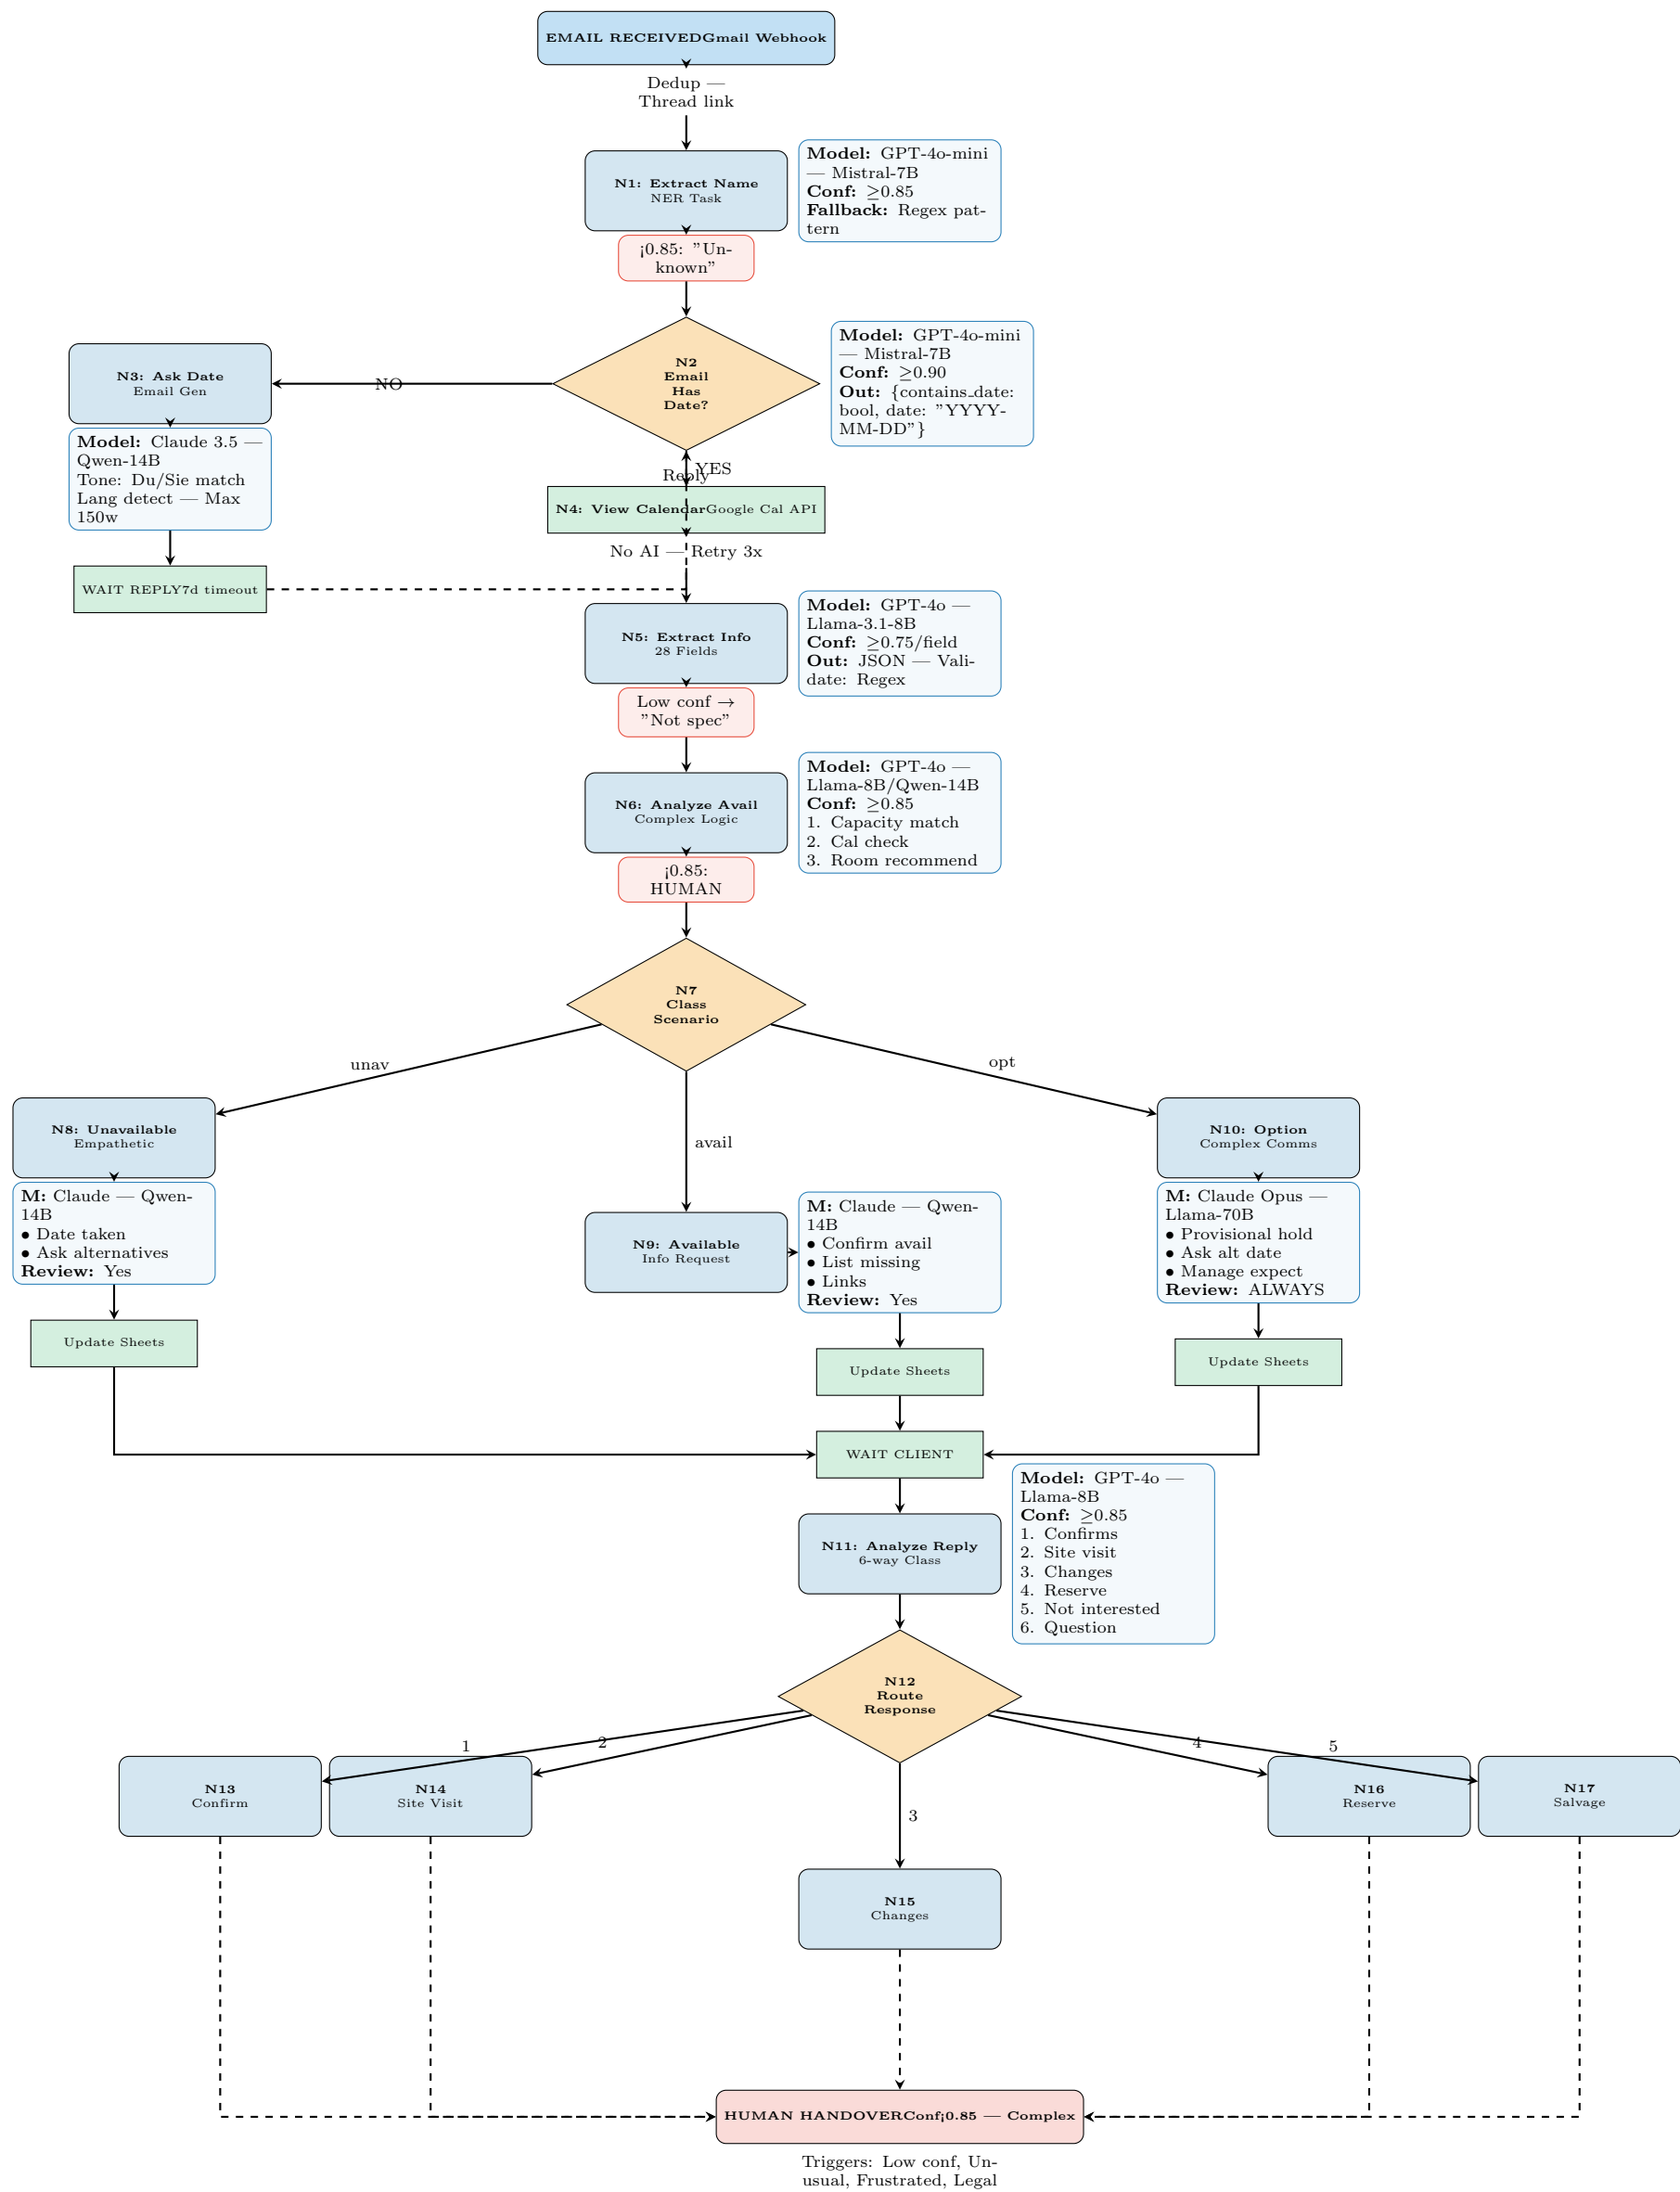 EMAIL RECEIVEDGmail Webhook
Dedup —
Thread link
N1: Extract Name
NER Task
Model: GPT-4o-mini
— Mistral-7B
Conf: ≥0.85
Fallback: Regex pat-
tern
¡0.85: ”Un-
known”
N2
Email
Has
Date?
Model: GPT-4o-mini
— Mistral-7B
Conf: ≥0.90
Out: {contains_date:
bool, date: ”YYYY-
MM-DD”}
NO
N3: Ask Date
Email Gen
Model: Claude 3.5 —
Qwen-14B
Tone: Du/Sie match
Lang detect — Max
150w
WAIT REPLY7d timeout
YES
Reply
N4: View CalendarGoogle Cal API
No AI — Retry 3x
N5: Extract Info
28 Fields
Model: GPT-4o —
Llama-3.1-8B
Conf: ≥0.75/field
Out: JSON — Vali-
date: Regex
Low conf →
”Not spec”
N6: Analyze Avail
Complex Logic
Model: GPT-4o —
Llama-8B/Qwen-14B
Conf: ≥0.85
1. Capacity match
2. Cal check
3. Room recommend
¡0.85:
HUMAN
N7
Class
Scenario
unav
avail
opt
N8: Unavailable
Empathetic
M: Claude — Qwen-
14B
• Date taken
• Ask alternatives
Review: Yes
Update Sheets
N9: Available
Info Request
M: Claude — Qwen-
14B
• Confirm avail
• List missing
• Links
Review: Yes
Update Sheets
N10: Option
Complex Comms
M: Claude Opus —
Llama-70B
• Provisional hold
• Ask alt date
• Manage expect
Review: ALWAYS
Update Sheets
WAIT CLIENT
N11: Analyze Reply
6-way Class
Model: GPT-4o —
Llama-8B
Conf: ≥0.85
1. Confirms
2. Site visit
3. Changes
4. Reserve
5. Not interested
6. Question
N12
Route
Response
1
2
3
4
5
N13
Confirm
N14
Site Visit
N15
Changes
N16
Reserve
N17
Salvage
HUMAN HANDOVERConf¡0.85 — Complex
Triggers: Low conf, Un-
usual, Frustrated, Legal